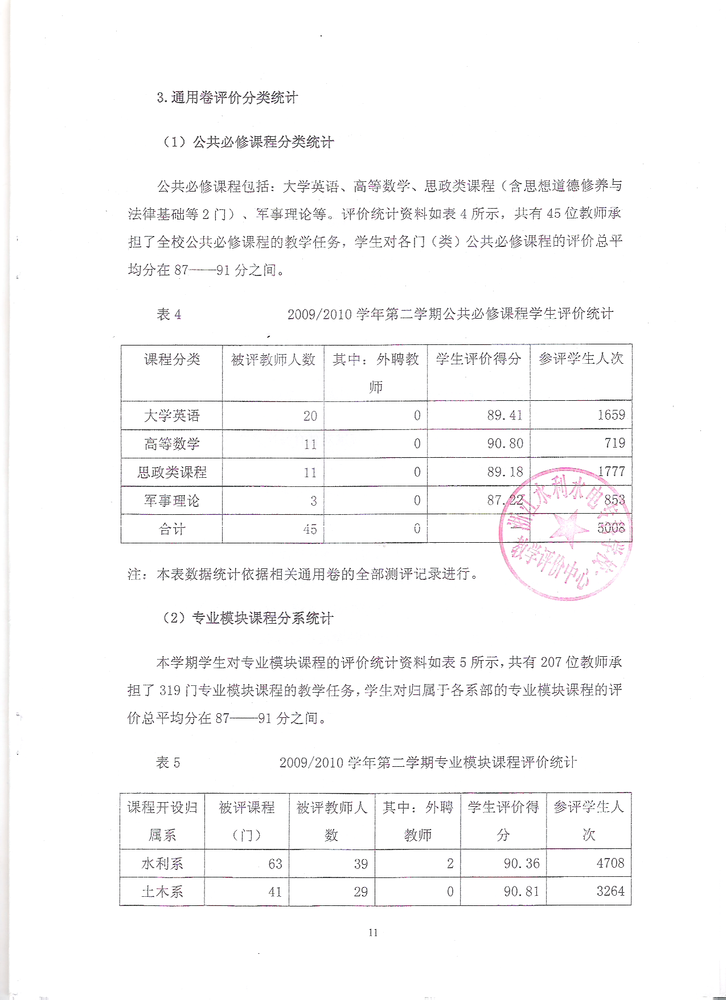 3.通用卷评价分类统计
（1）公共必修课程分类统计
公共必修课程包括：大学英语、高等数学、思政类课程（含思想道德修养与
法律基础等2门）、军事理论等。评价统计资料如表4所示，共有45位教师承
担了全校公共必修课程的教学任务，学生对各门（类）公共必修课程的评价总平
均分在87——91分之间。
表4 2009/2010学年第二学期公共必修课程学生评价统计
课程分类 被评教师人数 其中：外聘教 学生评价得分 参评学生人次
师
大学英语 20 0 89.41 1659
高等数学 11 0 90.80 719
思政类课程 11 0 89.18 1777
军事理论 3 0 87.22 853
合计 45 0 — 5008
浙江水利水电专科学校
教学评价中心
注：本表数据统计依据相关通用卷的全部测评记录进行。
（2）专业模块课程分系统计
本学期学生对专业模块课程的评价统计资料如表5所示，共有207位教师承
担了319门专业模块课程的教学任务，学生对归属于各系部的专业模块课程的评
价总平均分在87——91分之间。
表5 2009/2010学年第二学期专业模块课程评价统计
课程开设归 被评课程 被评教师人 其中：外聘 学生评价得 参评学生人
属系 （门） 数 教师 分 次
水利系 63 39 2 90.36 4708
土木系 41 29 0 90.81 3264
11